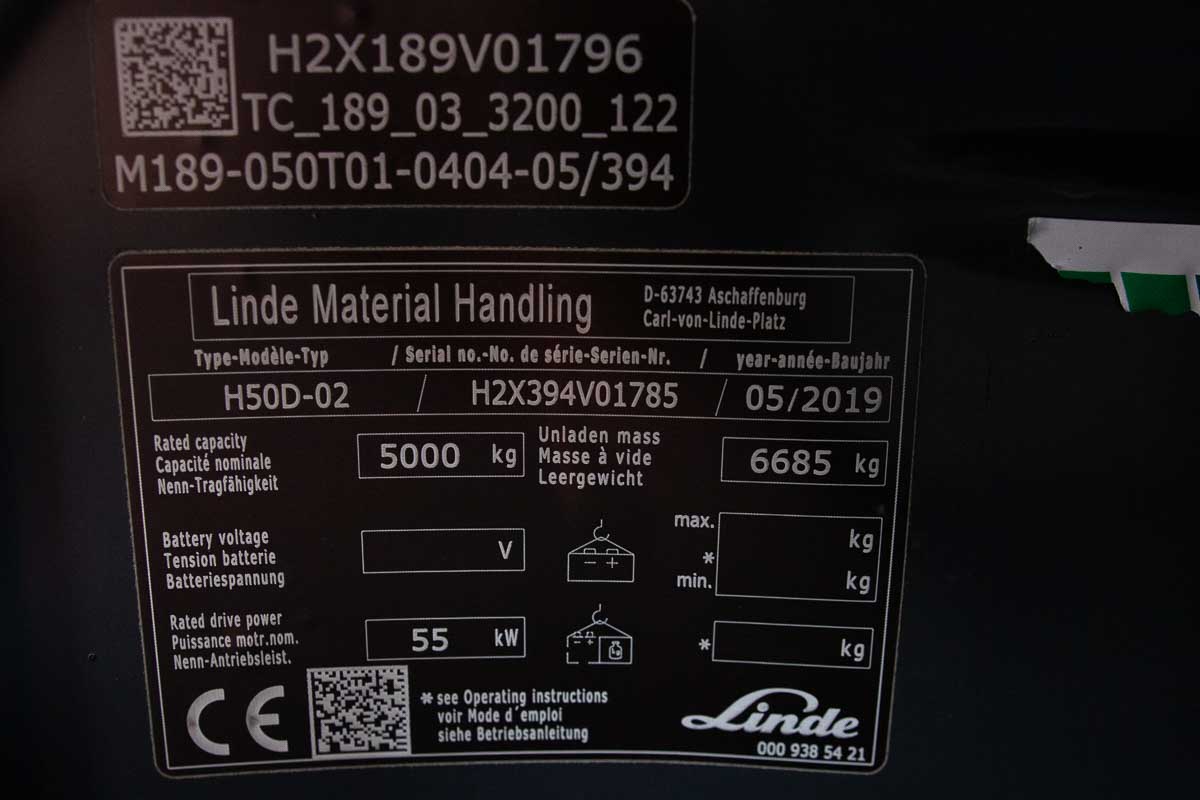 H2X189V01796
TC_189_03_3200_122
M189-050T01-0404-05/394
Linde Material Handling
D-63743 Aschaffenburg
Carl-von-Linde-Platz
Type-Modèle-Typ / Serial no.-No. de série-Serien-Nr. / year-année-Baujahr
H50D-02 / H2X394V01785 / 05/2019
Rated capacity
Capacité nominale
Nenn-Tragfähigkeit
5000 kg
Unladen mass
Masse à vide
Leergewicht
6685 kg
Battery voltage
Tension batterie
Batteriespannung
V
max. kg
*
min. kg
Rated drive power
Puissance motr.nom.
Nenn-Antriebsleist.
55 kW
* kg
CE
* see Operating instructions
voir Mode d´emploi
siehe Betriebsanleitung
Linde
000 938 54 21